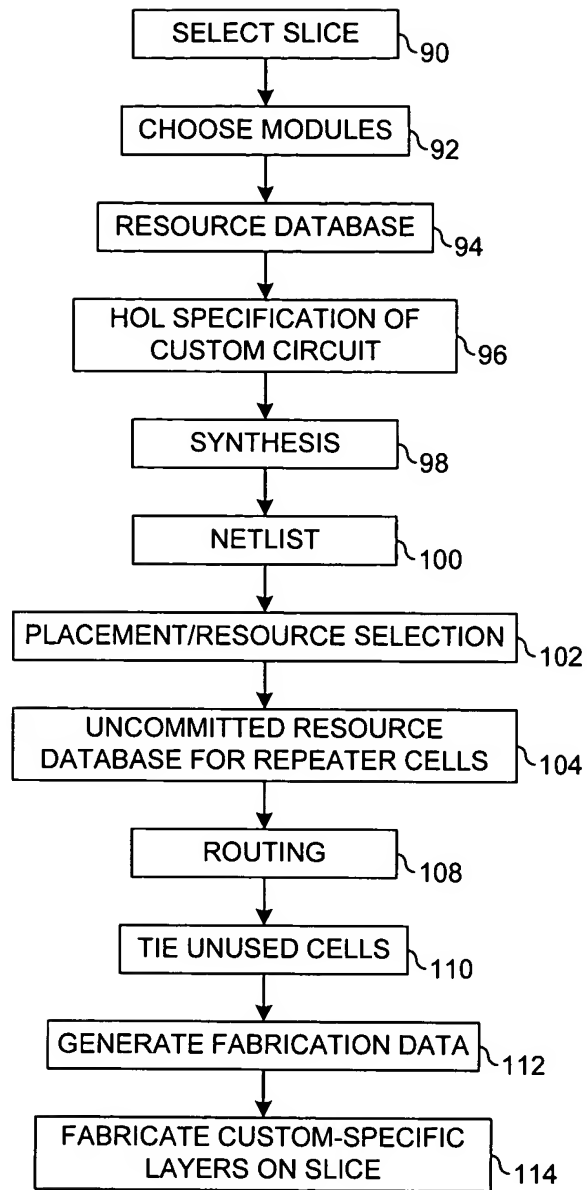 SELECT SLICE
90
CHOOSE MODULES
92
RESOURCE DATABASE
94
HOL SPECIFICATION OF
CUSTOM CIRCUIT
96
SYNTHESIS
98
NETLIST
100
PLACEMENT/RESOURCE SELECTION
102
UNCOMMITTED RESOURCE
DATABASE FOR REPEATER CELLS
104
ROUTING
108
TIE UNUSED CELLS
110
GENERATE FABRICATION DATA
112
FABRICATE CUSTOM-SPECIFIC
LAYERS ON SLICE
114